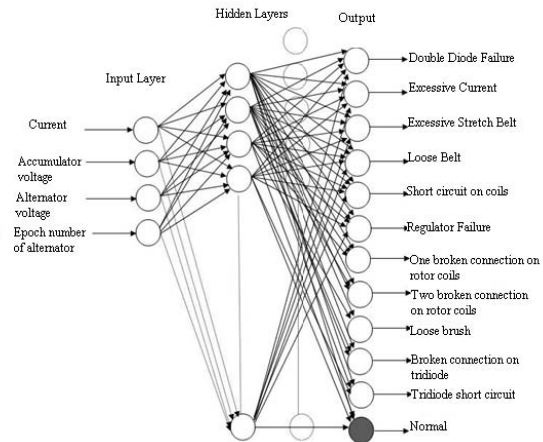 Hidden Layers
Output
Input Layer
Current
Accumulator
voltage
Alternator
voltage
Epoch number
of alternator
Double Diode Failure
Excessive Current
Excessive Stretch Belt
Loose Belt
Short circuit on coils
Regulator Failure
One broken connection on
rotor coils
Two broken connection
on rotor coils
Loose brush
Broken connection on
tridiode
Tridiode short circuit
Normal